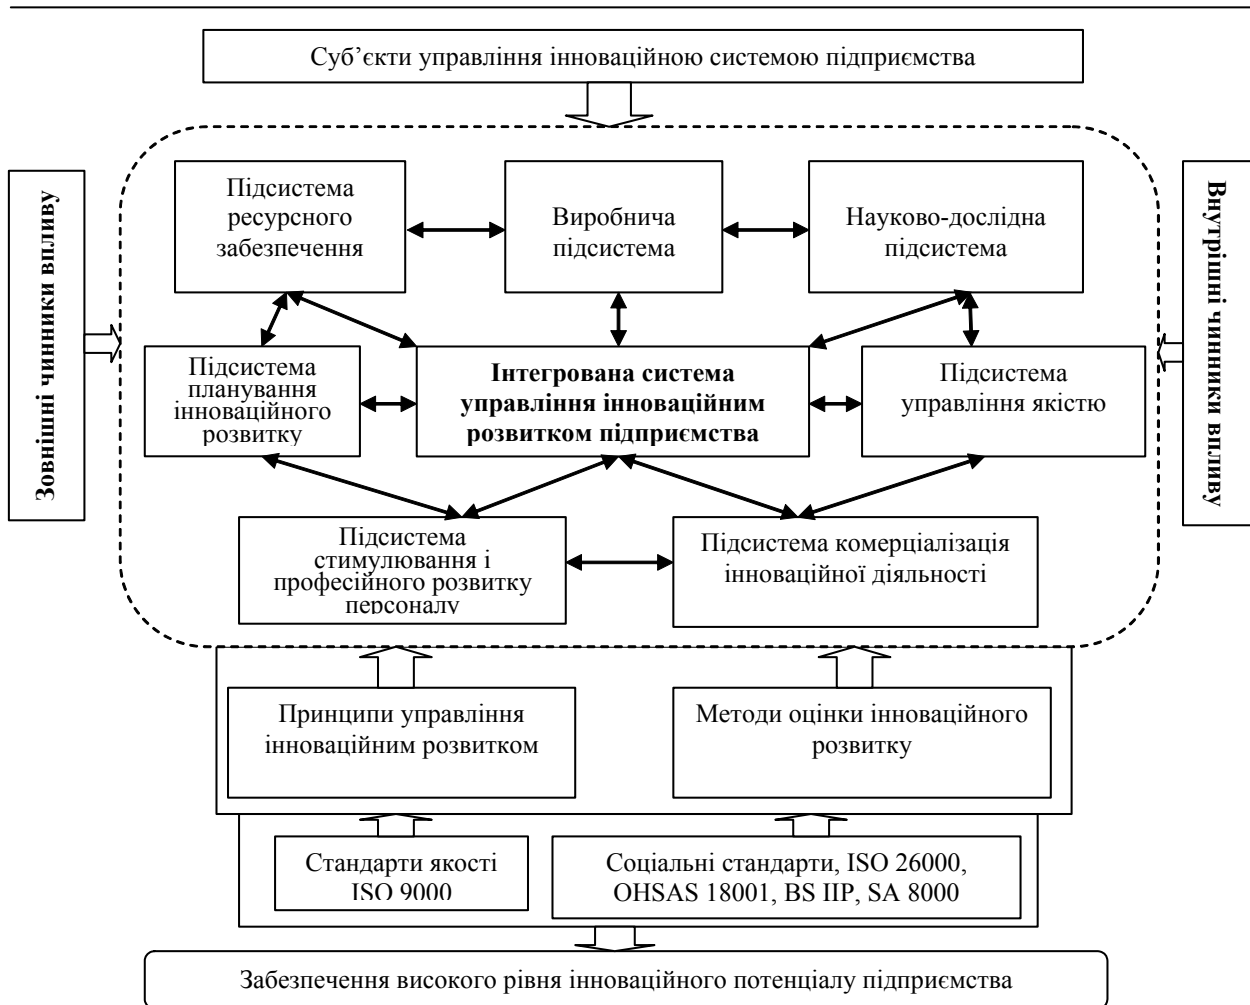 Суб’єкти управління інноваційною системою підприємства
Зовнішні чинники впливу
Підсистема
ресурсного
забезпечення
Виробнича
підсистема
Науково-дослідна
підсистема
Внутрішні чинники впливу
Підсистема
планування
інноваційного
розвитку
Інтегрована система
управління інноваційним
розвитком підприємства
Підсистема
управління якістю
Підсистема
стимулювання і
професійного розвитку
персоналу
Підсистема комерціалізація
інноваційної діяльності
Принципи управління
інноваційним розвитком
Методи оцінки інноваційного
розвитку
Стандарти якості
ISO 9000
Соціальні стандарти, ISO 26000,
OHSAS 18001, BS IIP, SA 8000
Забезпечення високого рівня інноваційного потенціалу підприємства